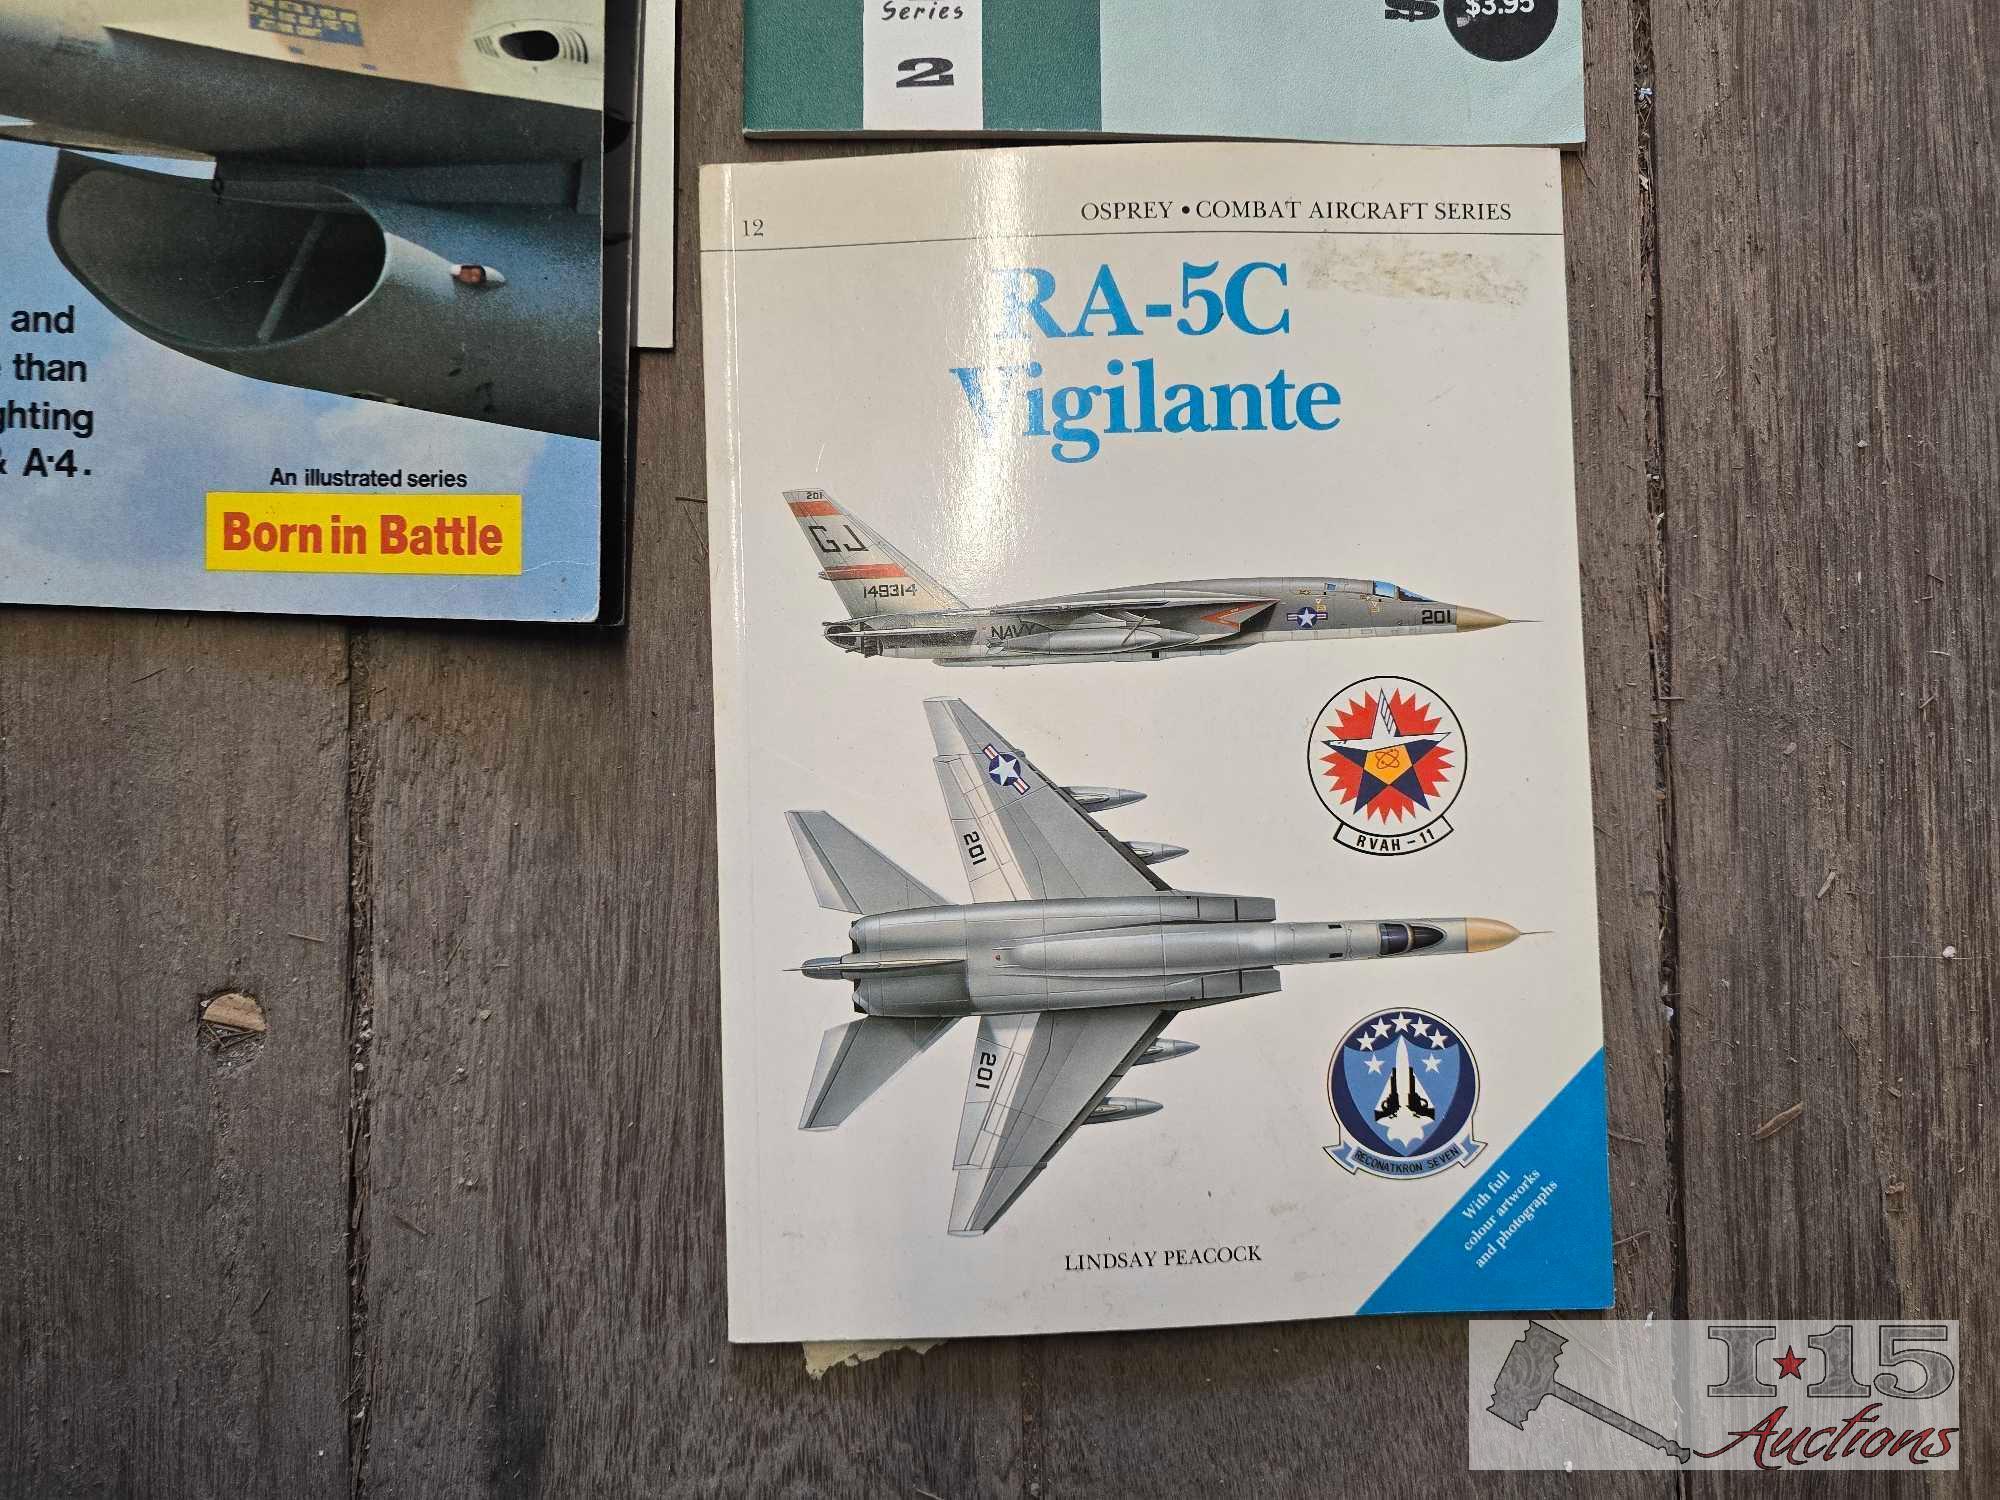 Series
2
$3.95
and
than
ghting
& A·4.
An illustrated series
Born in Battle
12
OSPREY • COMBAT AIRCRAFT SERIES
RA-5C
Vigilante
201
GJ
149314
NAVY
201
201
RVAH-11
201
RECONATKRON SEVEN
With full
colour artworks
and photographs
LINDSAY PEACOCK
I★15
Auctions